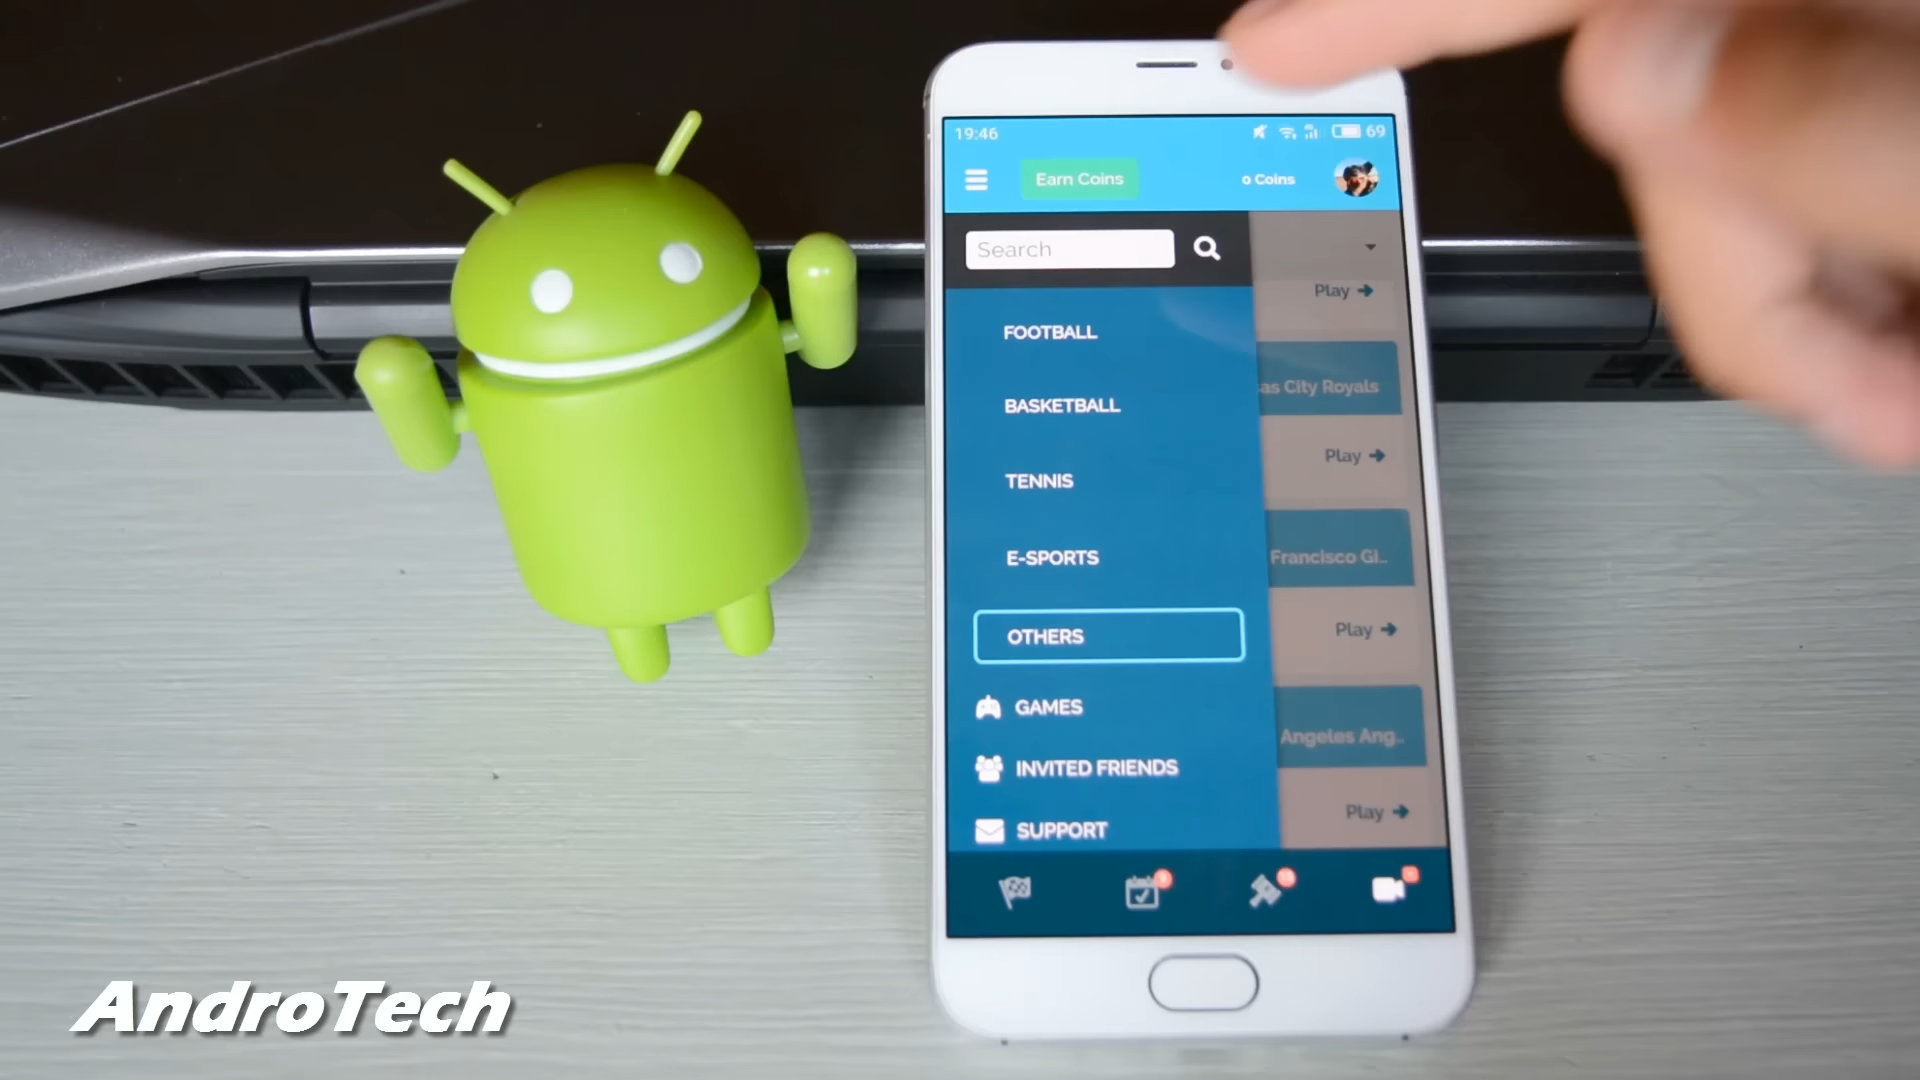 19:46
69
Earn Coins
0 Coins
Search
Play
FOOTBALL
as City Royals
BASKETBALL
Play
TENNIS
Francisco Gi..
E-SPORTS
Play
OTHERS
GAMES
Angeles Ang..
INVITED FRIENDS
Play
SUPPORT
AndroTech